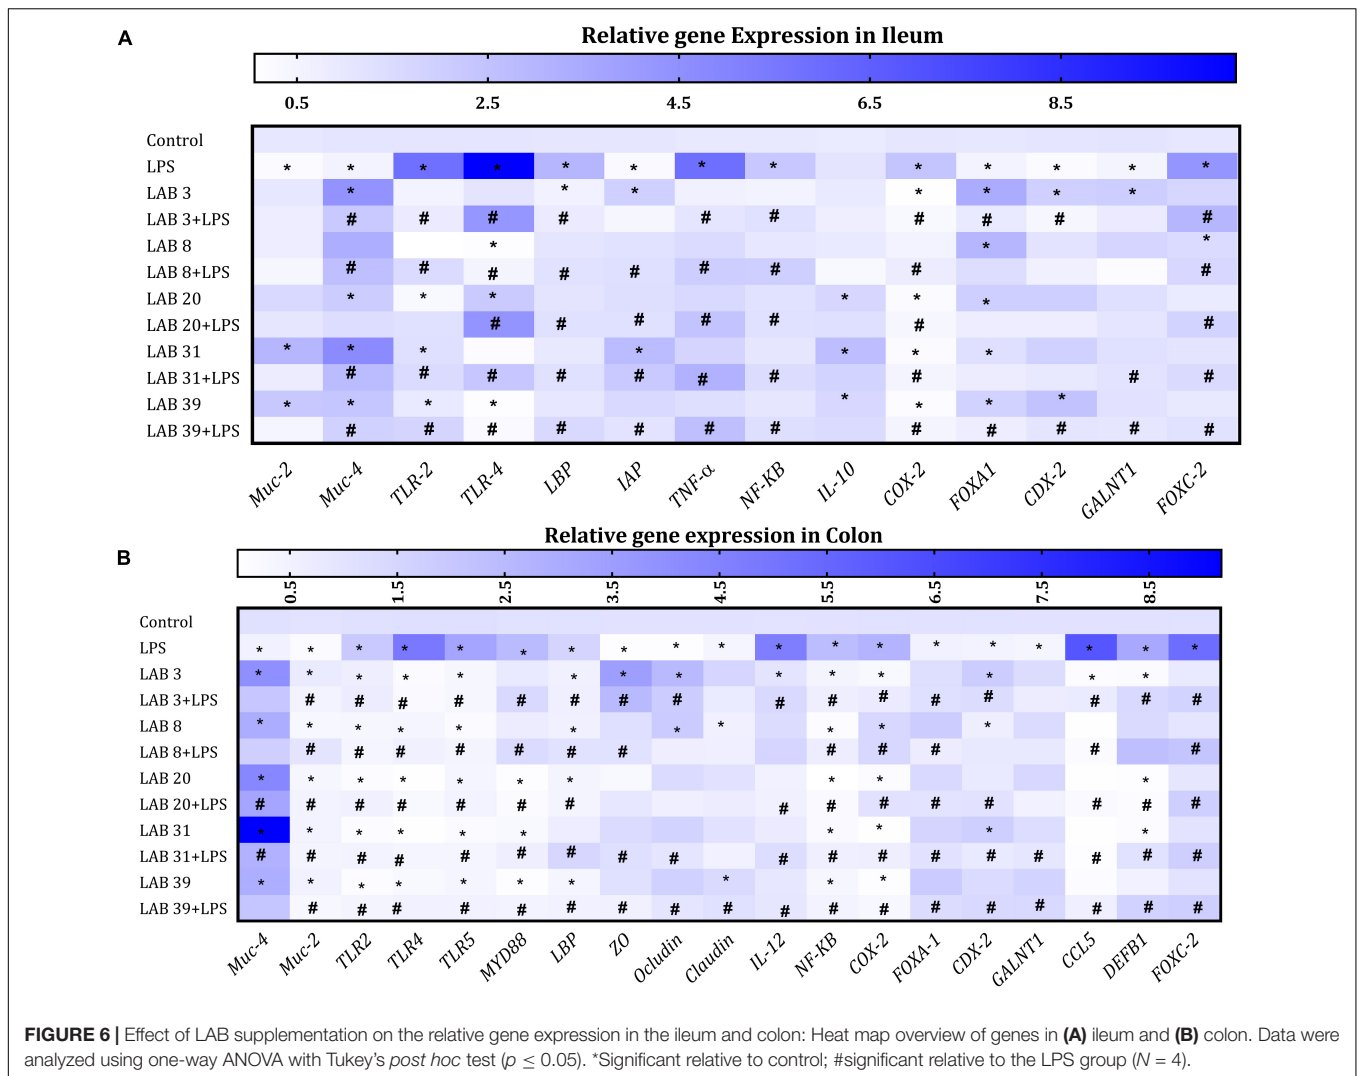 A
Relative gene Expression in Ileum
0.5 2.5 4.5 6.5 8.5
Control
LPS * * * * * * * * * * * * *
LAB 3 * * * * * * *
LAB 3+LPS # # # # # # # # # #
LAB 8 * * *
LAB 8+LPS # # # # # # # # #
LAB 20 * * * * * *
LAB 20+LPS # # # # # # #
LAB 31 * * * * * * *
LAB 31+LPS # # # # # # # # # #
LAB 39 * * * * * * * *
LAB 39+LPS # # # # # # # # # # # #
Muc-2 Muc-4 TLR-2 TLR-4 LBP IAP TNF-α NF-KB IL-10 COX-2 FOXA1 CDX-2 GALNT1 FOXC-2
B
Relative gene expression in Colon
0.5 1.5 2.5 3.5 4.5 5.5 6.5 7.5 8.5
Control
LPS * * * * * * * * * * * * * * * * * * *
LAB 3 * * * * * * * * * * * * * *
LAB 3+LPS # # # # # # # # # # # # # # # #
LAB 8 * * * * * * * * * * *
LAB 8+LPS # # # # # # # # # # # #
LAB 20 * * * * * * * * * *
LAB 20+LPS # # # # # # # # # # # # # # #
LAB 31 * * * * * * * * * *
LAB 31+LPS # # # # # # # # # # # # # # # # # #
LAB 39 * * * * * * * * * *
LAB 39+LPS # # # # # # # # # # # # # # # # # #
Muc-4 Muc-2 TLR2 TLR4 TLR5 MYD88 LBP ZO Ocludin Claudin IL-12 NF-KB COX-2 FOXA-1 CDX-2 GALNT1 CCL5 DEFB1 FOXC-2
FIGURE 6 | Effect of LAB supplementation on the relative gene expression in the ileum and colon: Heat map overview of genes in (A) ileum and (B) colon. Data were
analyzed using one-way ANOVA with Tukey's post hoc test (p ≤ 0.05). *Significant relative to control; #significant relative to the LPS group (N = 4).